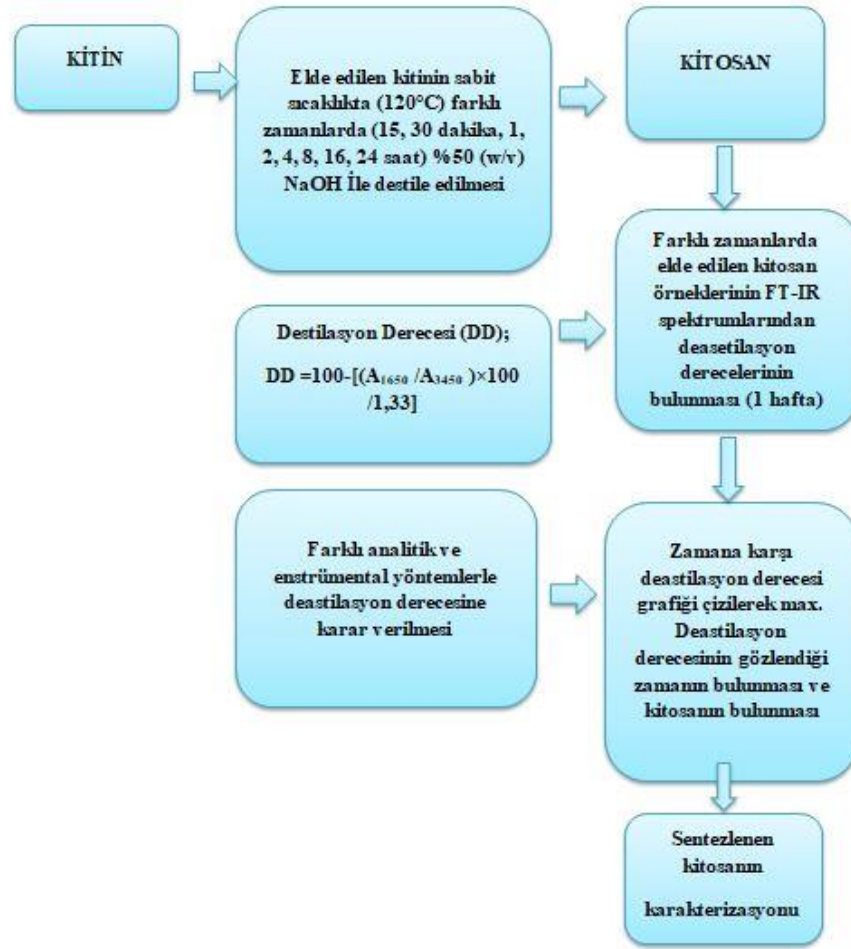 KİTİN
Elde edilen kitinin sabit
sıcaklıkta (120°C) farklı
zamanlarda (15, 30 dakika, 1,
2, 4, 8, 16, 24 saat) %50 (w/v)
NaOH İle destile edilmesi
KİTOSAN
Farklı zamanlarda
elde edilen kitosan
örneklerinin FT-IR
spektrumlarından
deasetilasyon
derecelerinin
bulunması (1 hafta)
Destilasyon Derecesi (DD);
DD =100-[(A₁₆₅₀ /A₃₄₅₀ )×100
/1,33]
Farklı analitik ve
enstrümental yöntemlerle
deastilasyon derecesine
karar verilmesi
Zamana karşı
deastilasyon derecesi
grafiği çizilerek max.
Deastilasyon
derecesinin gözlendiği
zamanın bulunması ve
kitosanın bulunması
Sentezlenen
kitosanın
karakterizasyonu